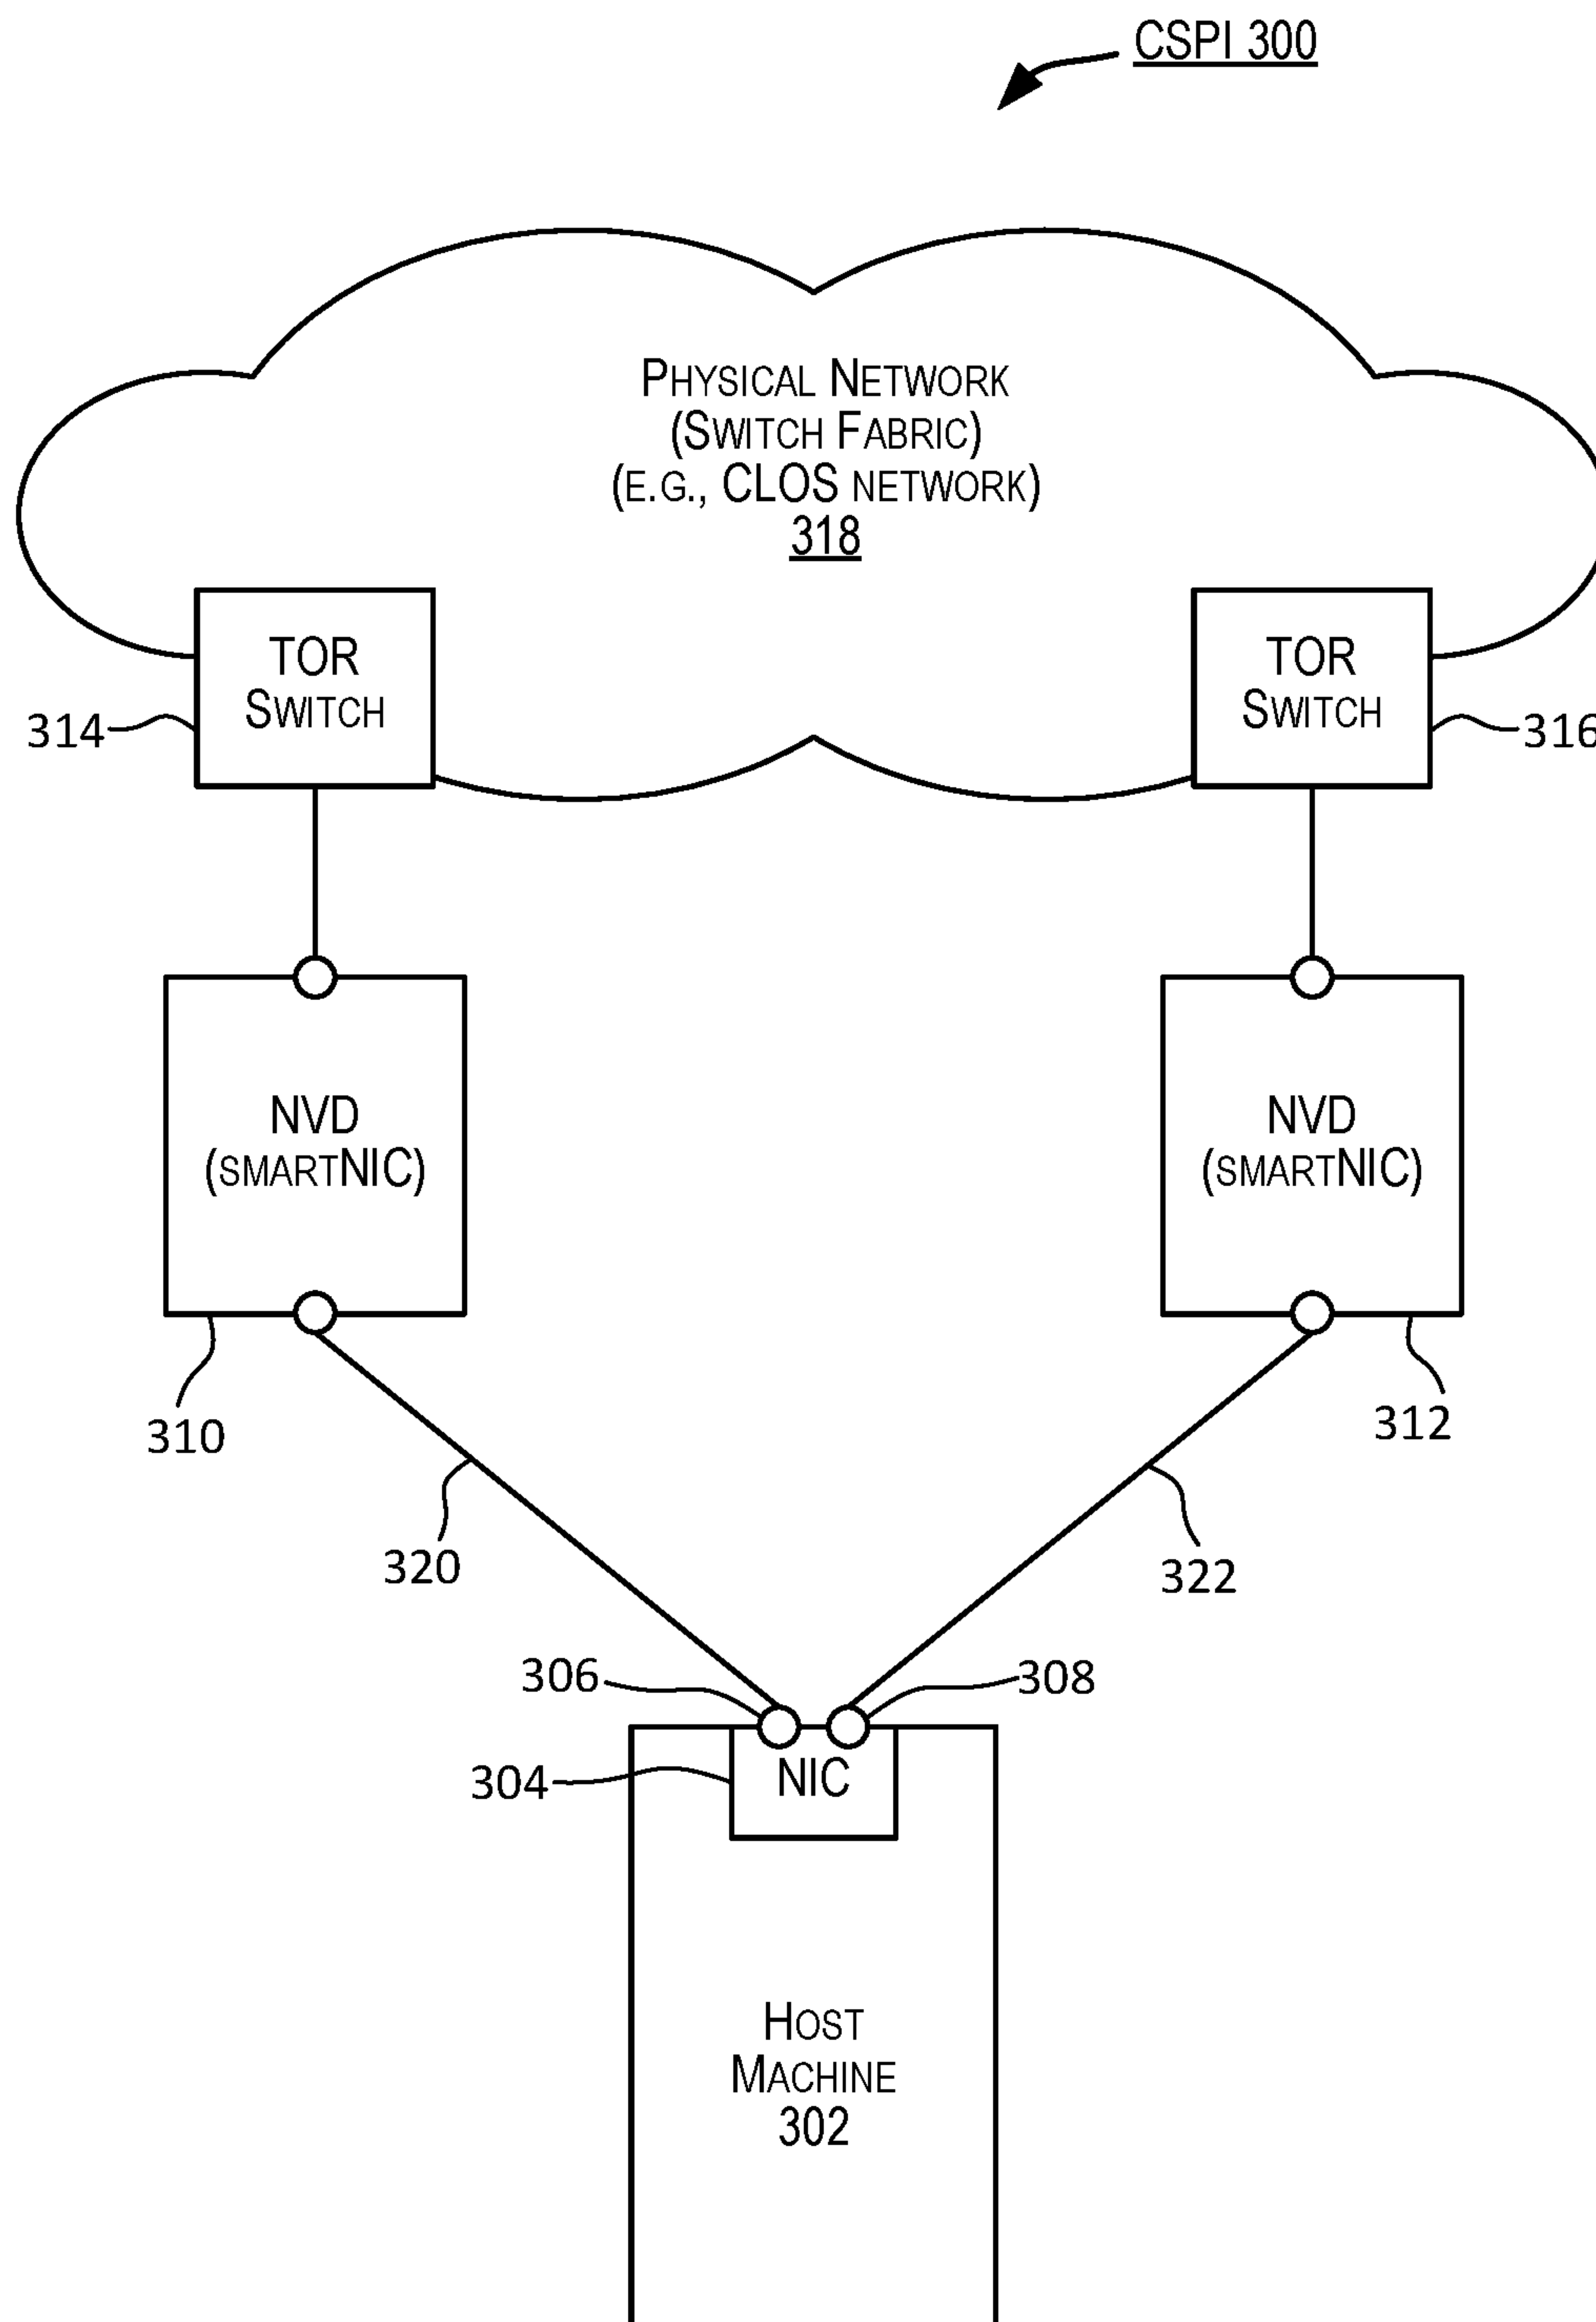 CSPI 300
Physical Network
(Switch Fabric)
(e.g., CLOS network)
318
TOR
Switch
314
TOR
Switch
316
NVD
(smartNIC)
310
NVD
(smartNIC)
312
320
322
306
308
304
NIC
Host
Machine
302